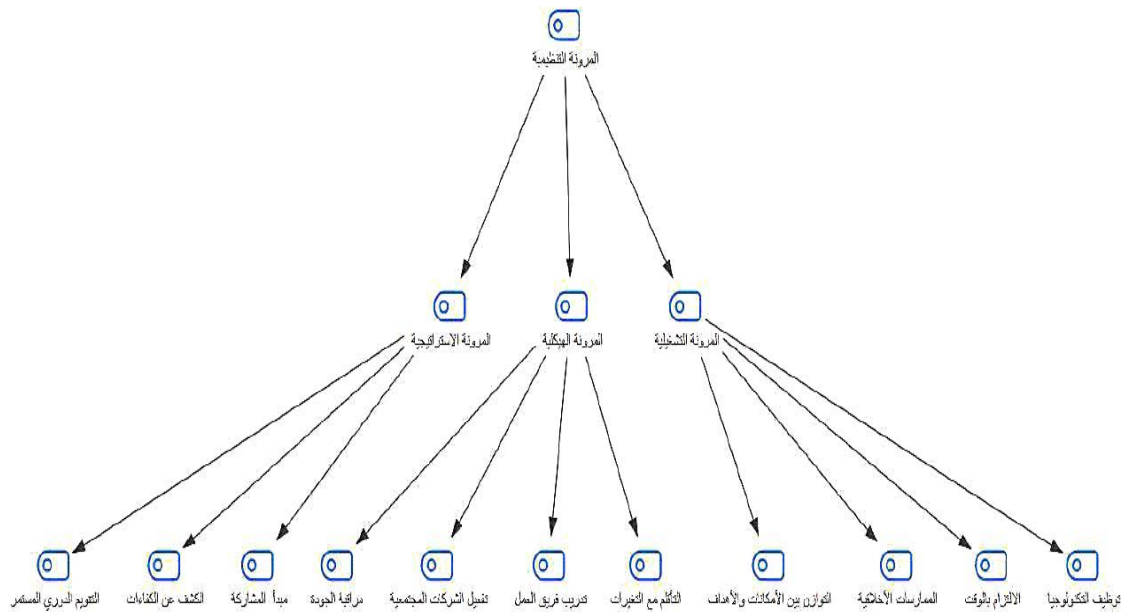 المرونة التنظيمية
المرونة التشغيلية
المرونة الهيكلية
المرونة الاستراتيجية
توظيف التكنولوجيا
الالتزام بالوقت
الممارسات الأخلاقية
التوازن بين الأمكانات والأهداف
التأقلم مع التغيرات
تدريب فريق العمل
تفعيل الشركات المجتمعية
مراقبة الجودة
مبدأ المشاركة
الكشف عن الكفاءات
التقويم الدوري المستمر